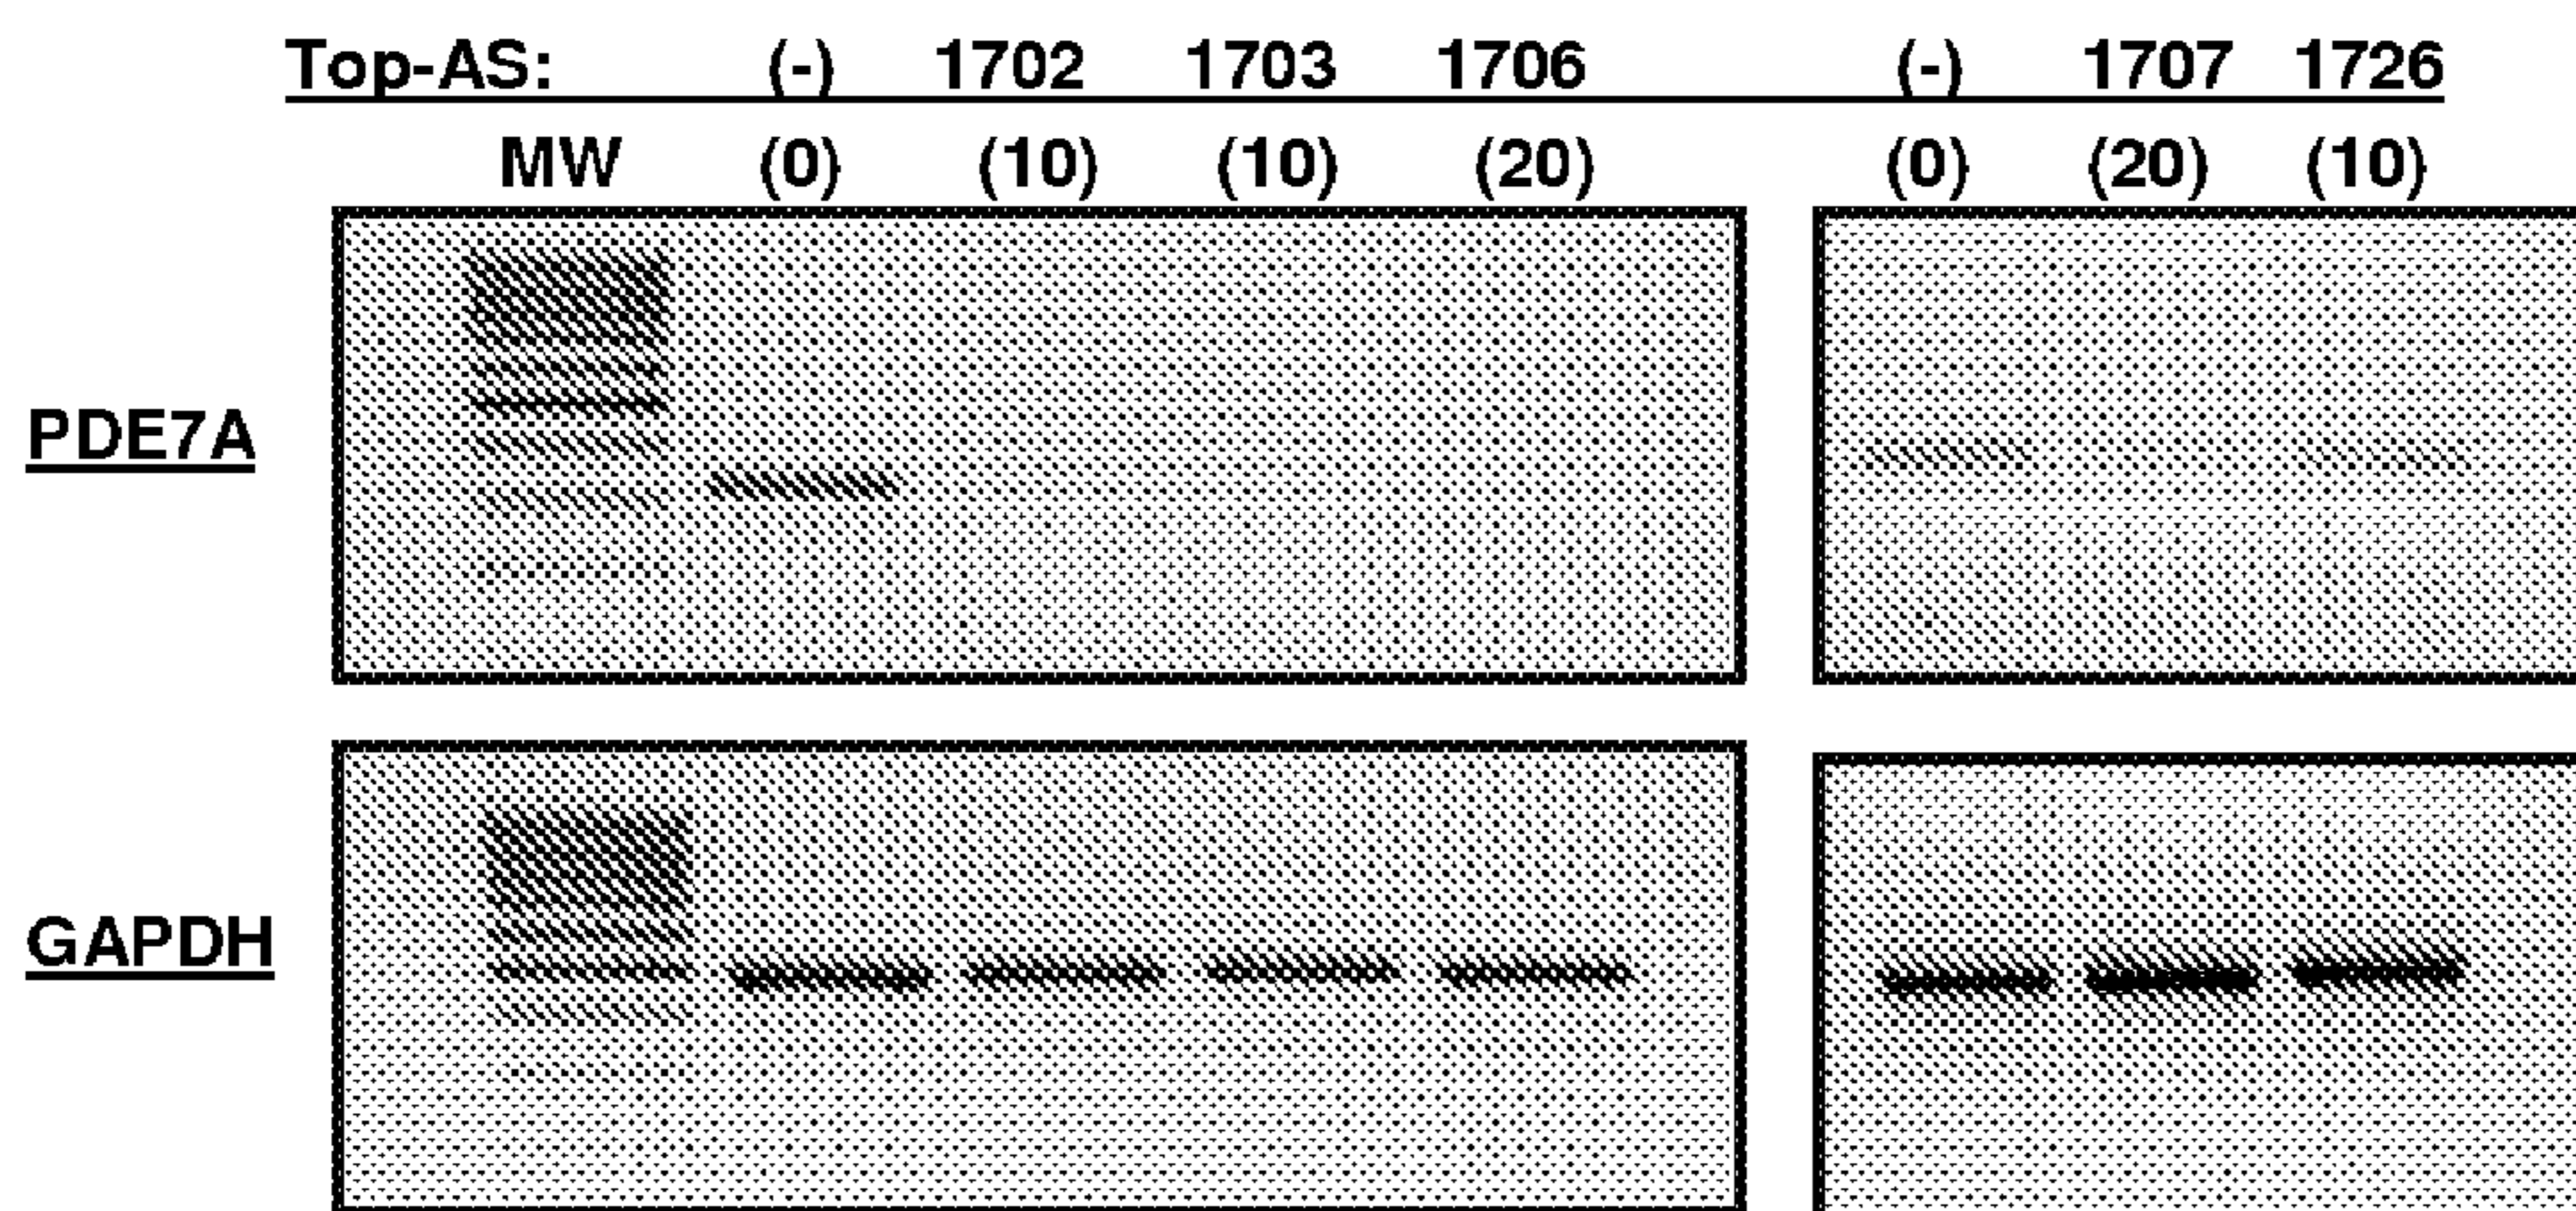 Top-AS: (-) 1702 1703 1706 (-) 1707 1726
MW (0) (10) (10) (20) (0) (20) (10)
PDE7A
GAPDH